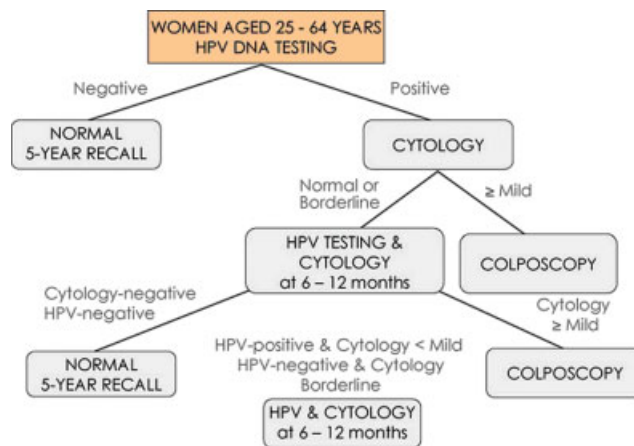 WOMEN AGED 25 - 64 YEARS
HPV DNA TESTING
Negative
Positive
NORMAL
5-YEAR RECALL
CYTOLOGY
Normal or
Borderline
≥ Mild
HPV TESTING &
CYTOLOGY
at 6 – 12 months
COLPOSCOPY
Cytology-negative
HPV-negative
Cytology
≥ Mild
HPV-positive & Cytology < Mild
HPV-negative & Cytology
Borderline
NORMAL
5-YEAR RECALL
COLPOSCOPY
HPV & CYTOLOGY
at 6 – 12 months